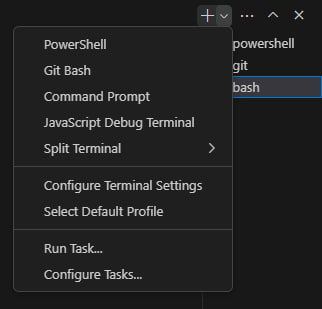 PowerShell
Git Bash
Command Prompt
JavaScript Debug Terminal
Split Terminal
Configure Terminal Settings
Select Default Profile
Run Task...
Configure Tasks...
powershell
git
bash